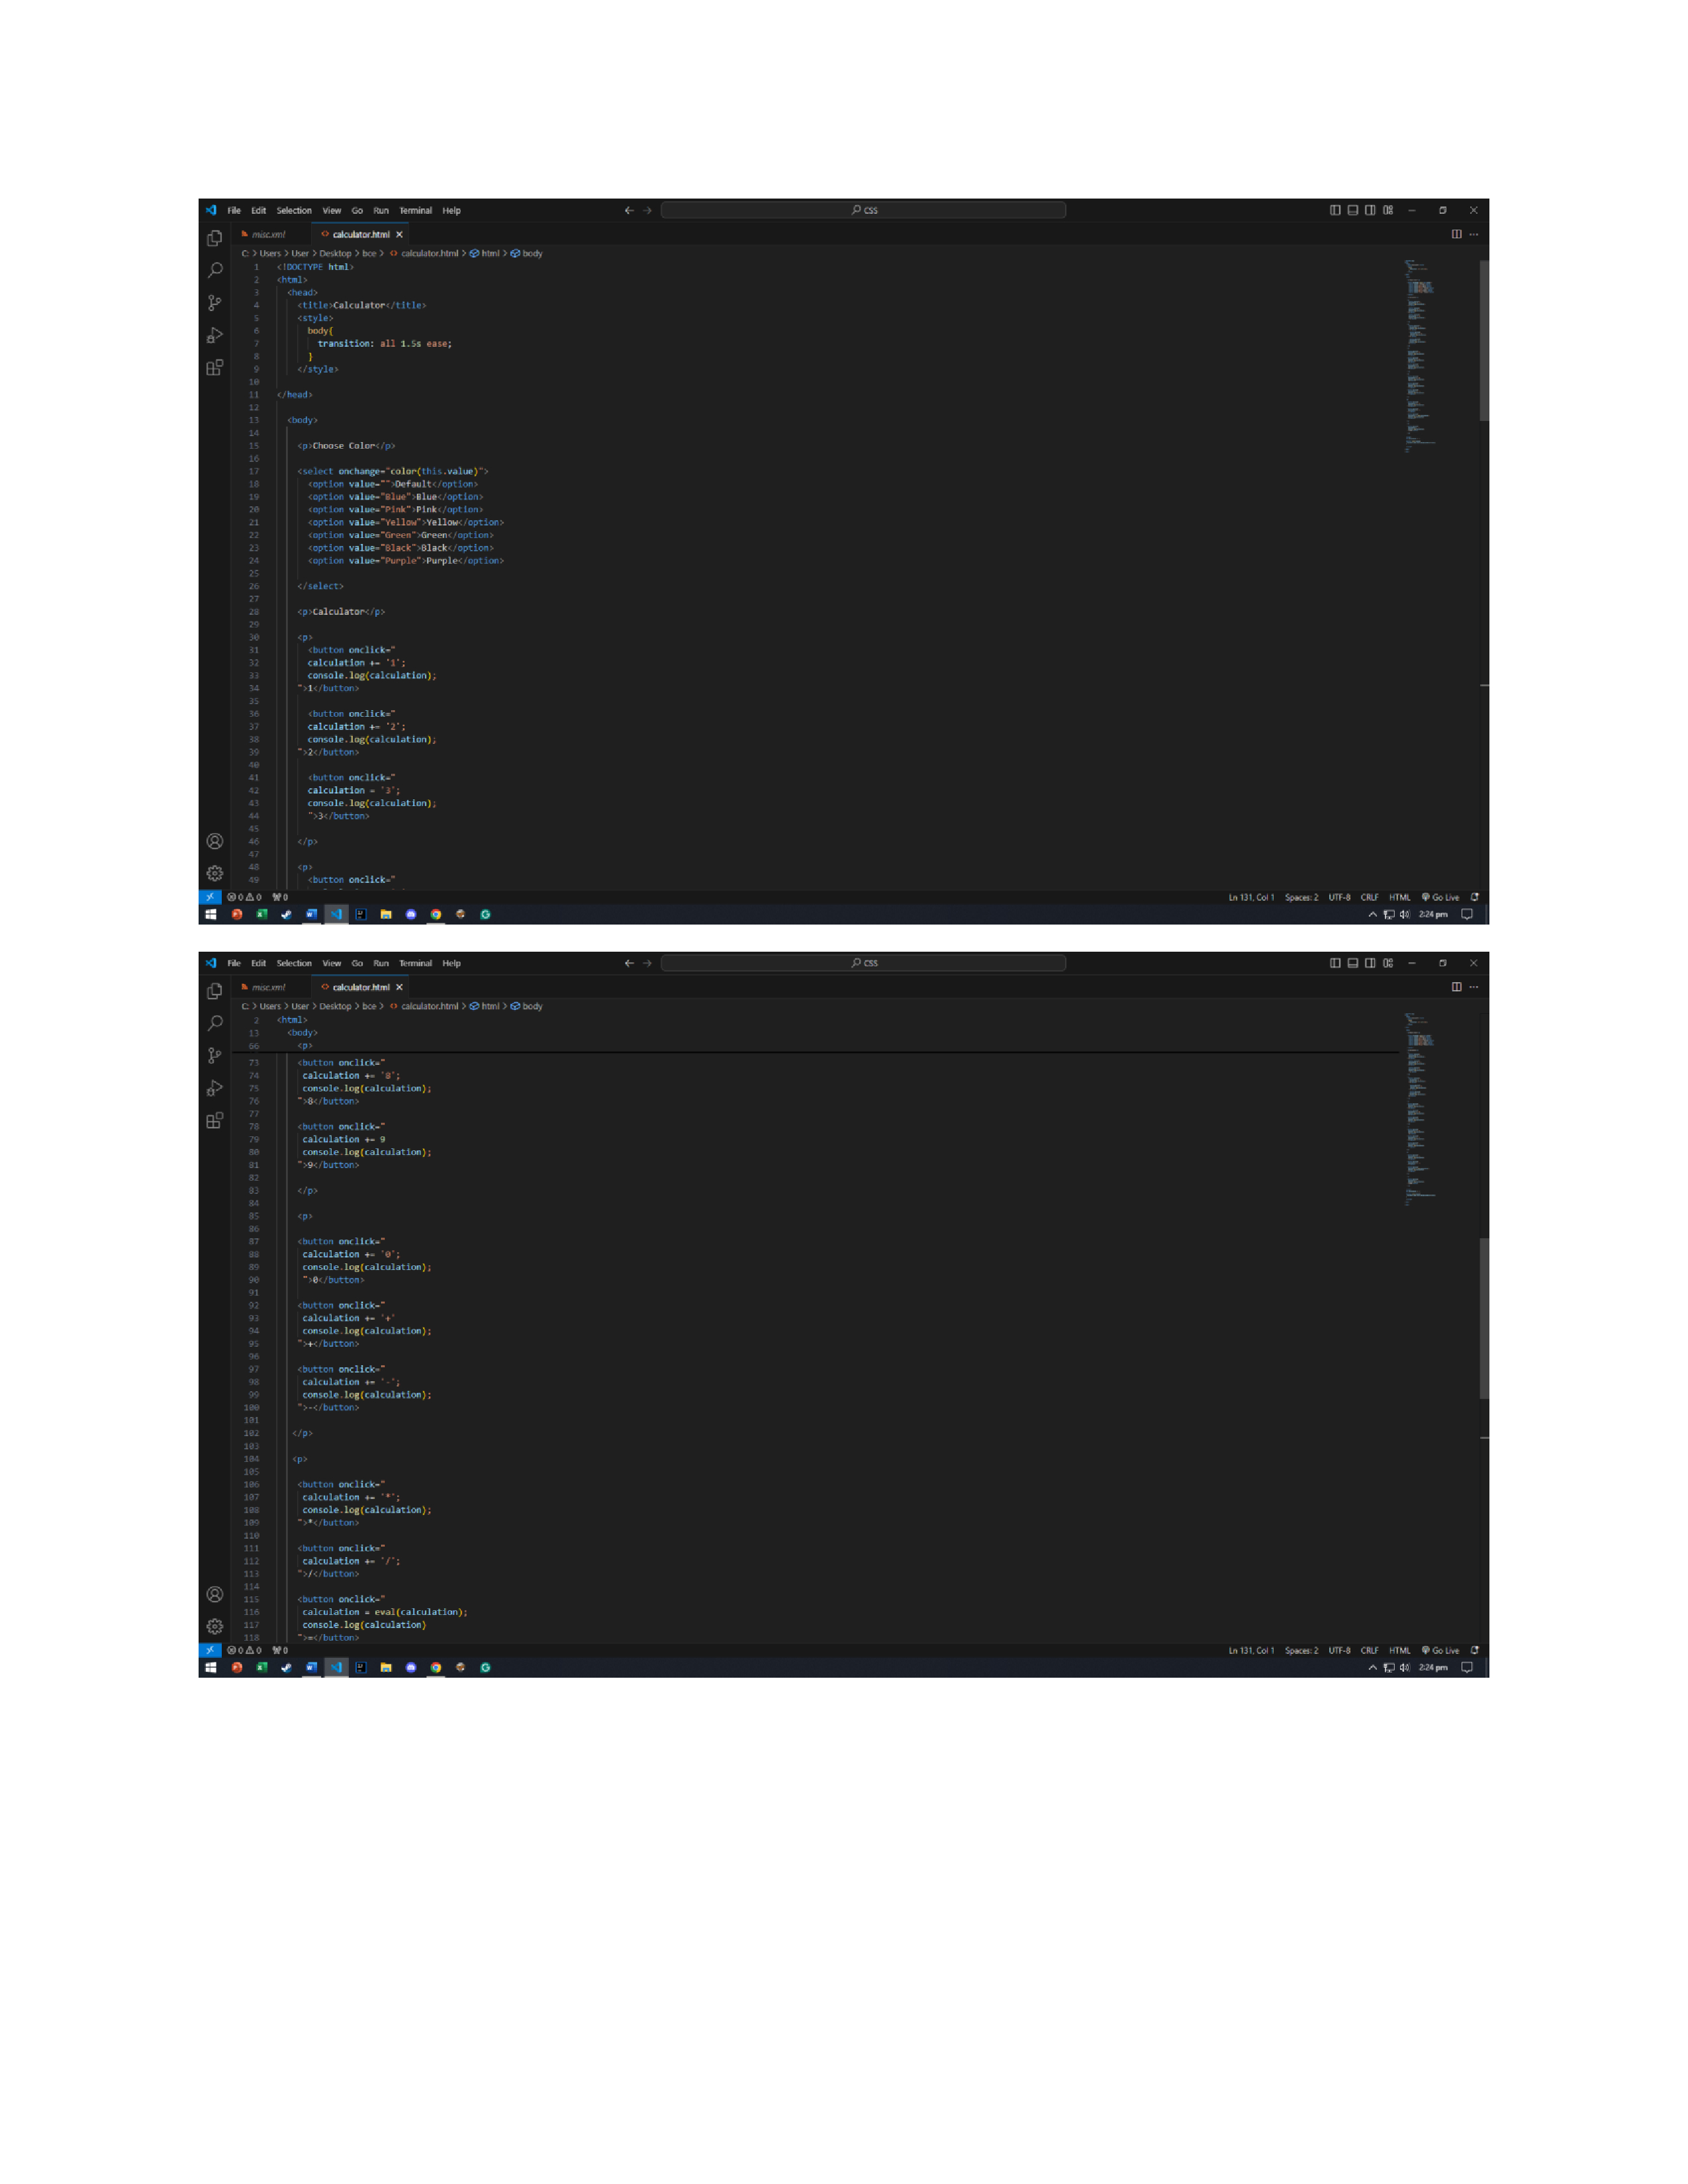 File Edit Selection View Go Run Terminal Help
CSS
misc.xml
calculator.html
C: > Users > User > Desktop > bce > calculator.html > html > body
1 <!DOCTYPE html>
2 <html>
3 <head>
4 <title>Calculator</title>
5 <style>
6 body{
7 transition: all 1.5s ease;
8 }
9 </style>
10
11 </head>
12
13 <body>
14
15 <p>Choose Color</p>
16
17 <select onchange="color(this.value)">
18 <option value="">Default</option>
19 <option value="Blue">Blue</option>
20 <option value="Pink">Pink</option>
21 <option value="Yellow">Yellow</option>
22 <option value="Green">Green</option>
23 <option value="Black">Black</option>
24 <option value="Purple">Purple</option>
25
26 </select>
27
28 <p>Calculator</p>
29
30 <p>
31 <button onclick="
32 calculation += '1';
33 console.log(calculation);
34 ">1</button>
35
36 <button onclick="
37 calculation += '2';
38 console.log(calculation);
39 ">2</button>
40
41 <button onclick="
42 calculation = '3';
43 console.log(calculation);
44 ">3</button>
45
46 </p>
47
48 <p>
49 <button onclick="
0 0 0
Ln 131, Col 1 Spaces: 2 UTF-8 CRLF HTML Go Live
2:24 pm
File Edit Selection View Go Run Terminal Help
CSS
misc.xml
calculator.html
C: > Users > User > Desktop > bce > calculator.html > html > body
2 <html>
13 <body>
66 <p>
73 <button onclick="
74 calculation += '8';
75 console.log(calculation);
76 ">8</button>
77
78 <button onclick="
79 calculation += 9
80 console.log(calculation);
81 ">9</button>
82
83 </p>
84
85 <p>
86
87 <button onclick="
88 calculation += '0';
89 console.log(calculation);
90 ">0</button>
91
92 <button onclick="
93 calculation += '+'
94 console.log(calculation);
95 ">+</button>
96
97 <button onclick="
98 calculation += '-';
99 console.log(calculation);
100 ">-</button>
101
102 </p>
103
104 <p>
105
106 <button onclick="
107 calculation += '*';
108 console.log(calculation);
109 ">*</button>
110
111 <button onclick="
112 calculation += '/';
113 ">/</button>
114
115 <button onclick="
116 calculation = eval(calculation);
117 console.log(calculation)
118 ">=</button>
0 0 0
Ln 131, Col 1 Spaces: 2 UTF-8 CRLF HTML Go Live
2:24 pm